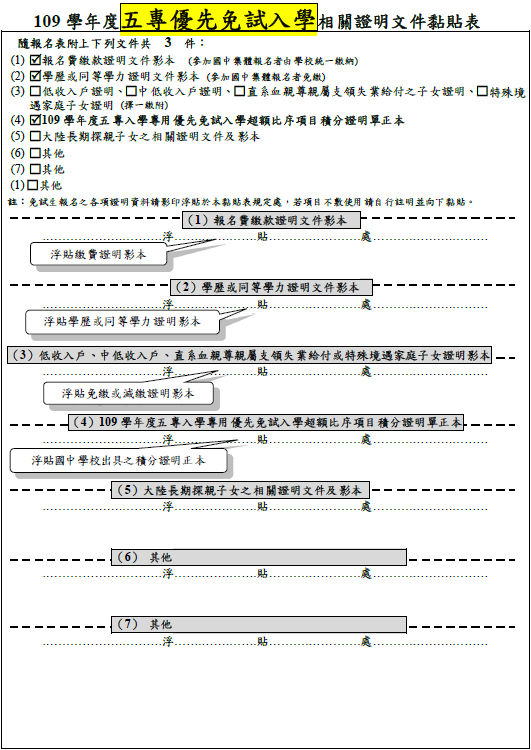 109 學年度五專優先免試入學相關證明文件黏貼表
隨報名表附上下列文件共 3 件：
(1) ☑報名費繳款證明文件影本 (參加國中集體報名者由學校統一繳納)
(2) ☑學歷或同等學力證明文件影本 (參加國中集體報名者免繳)
(3) □低收入戶證明、□中低收入戶證明、□直系血親尊親屬支領失業給付之子女證明、□特殊境
遇家庭子女證明 (擇一繳附)
(4) ☑109 學年度五專入學專用優先免試入學超額比序項目積分證明單正本
(5) □大陸長期探親子女之相關證明文件及影本
(6) □其他
(7) □其他
(1) □其他
註：免試生報名之各項證明資料請影印浮貼於本黏貼表規定處，若項目不敷使用請自行註明並向下黏貼。
（1）報名費繳款證明文件影本
浮 貼 處
浮貼繳費證明影本
（2）學歷或同等學力證明文件影本
浮 貼 處
浮貼學歷或同等學力證明影本
（3）低收入戶、中低收入戶、直系血親尊親屬支領失業給付或特殊境遇家庭子女證明影本
浮 貼 處
浮貼免繳或減繳證明影本
（4）109 學年度五專入學專用優先免試入學超額比序項目積分證明單正本
浮 貼 處
浮貼國中學校出具之積分證明正本
（5）大陸長期探親子女之相關證明文件及影本
浮 貼 處
（6） 其他
浮 貼 處
（7） 其他
浮 貼 處